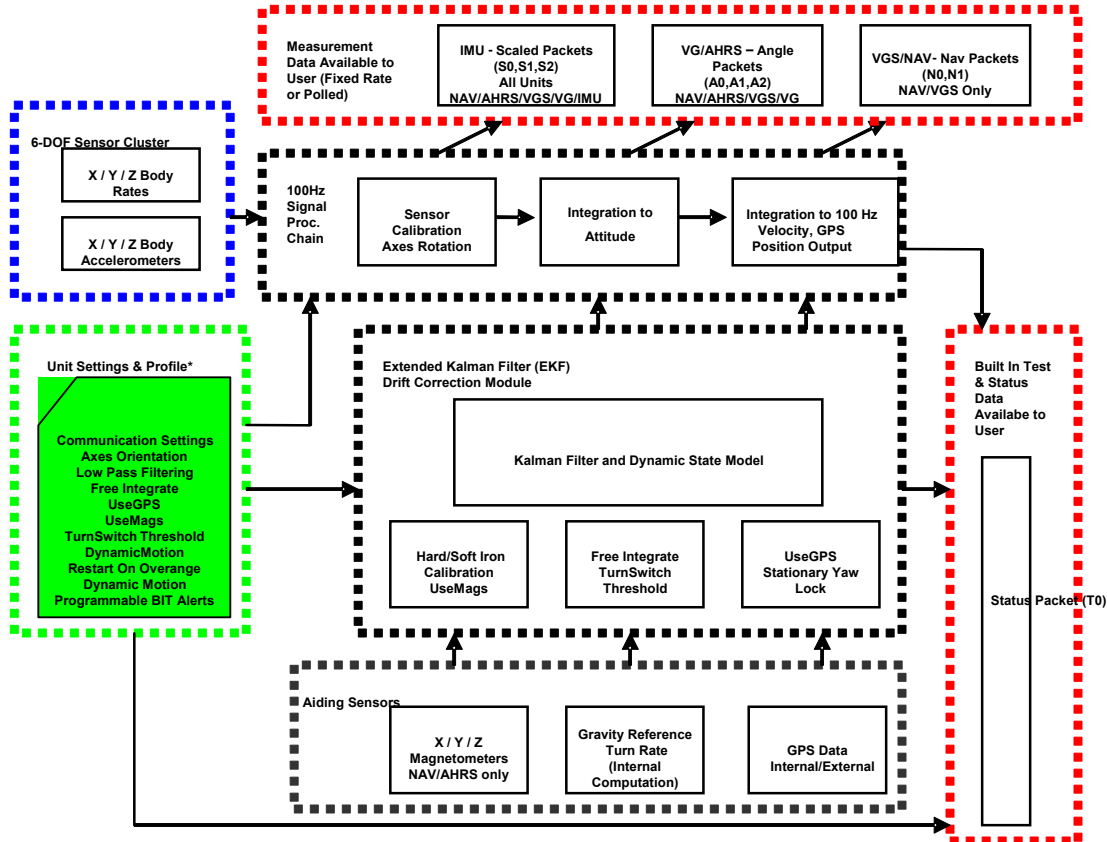 Measurement
Data Available to
User (Fixed Rate
or Polled)
IMU - Scaled Packets
(S0,S1,S2)
All Units
NAV/AHRS/VGS/VG/IMU
VG/AHRS – Angle
Packets
(A0,A1,A2)
NAV/AHRS/VGS/VG
VGS/NAV- Nav Packets
(N0,N1)
NAV/VGS Only
6-DOF Sensor Cluster
X / Y / Z Body
Rates
X / Y / Z Body
Accelerometers
100Hz
Signal
Proc.
Chain
Sensor
Calibration
Axes Rotation
Integration to
Attitude
Integration to 100 Hz
Velocity, GPS
Position Output
Unit Settings & Profile*
Communication Settings
Axes Orientation
Low Pass Filtering
Free Integrate
UseGPS
UseMags
TurnSwitch Threshold
DynamicMotion
Restart On Overange
Dynamic Motion
Programmable BIT Alerts
Extended Kalman Filter (EKF)
Drift Correction Module
Kalman Filter and Dynamic State Model
Hard/Soft Iron
Calibration
UseMags
Free Integrate
TurnSwitch
Threshold
UseGPS
Stationary Yaw
Lock
Built In Test
& Status
Data
Availabe to
User
Status Packet (T0)
Aiding Sensors
X / Y / Z
Magnetometers
NAV/AHRS only
Gravity Reference
Turn Rate
(Internal
Computation)
GPS Data
Internal/External